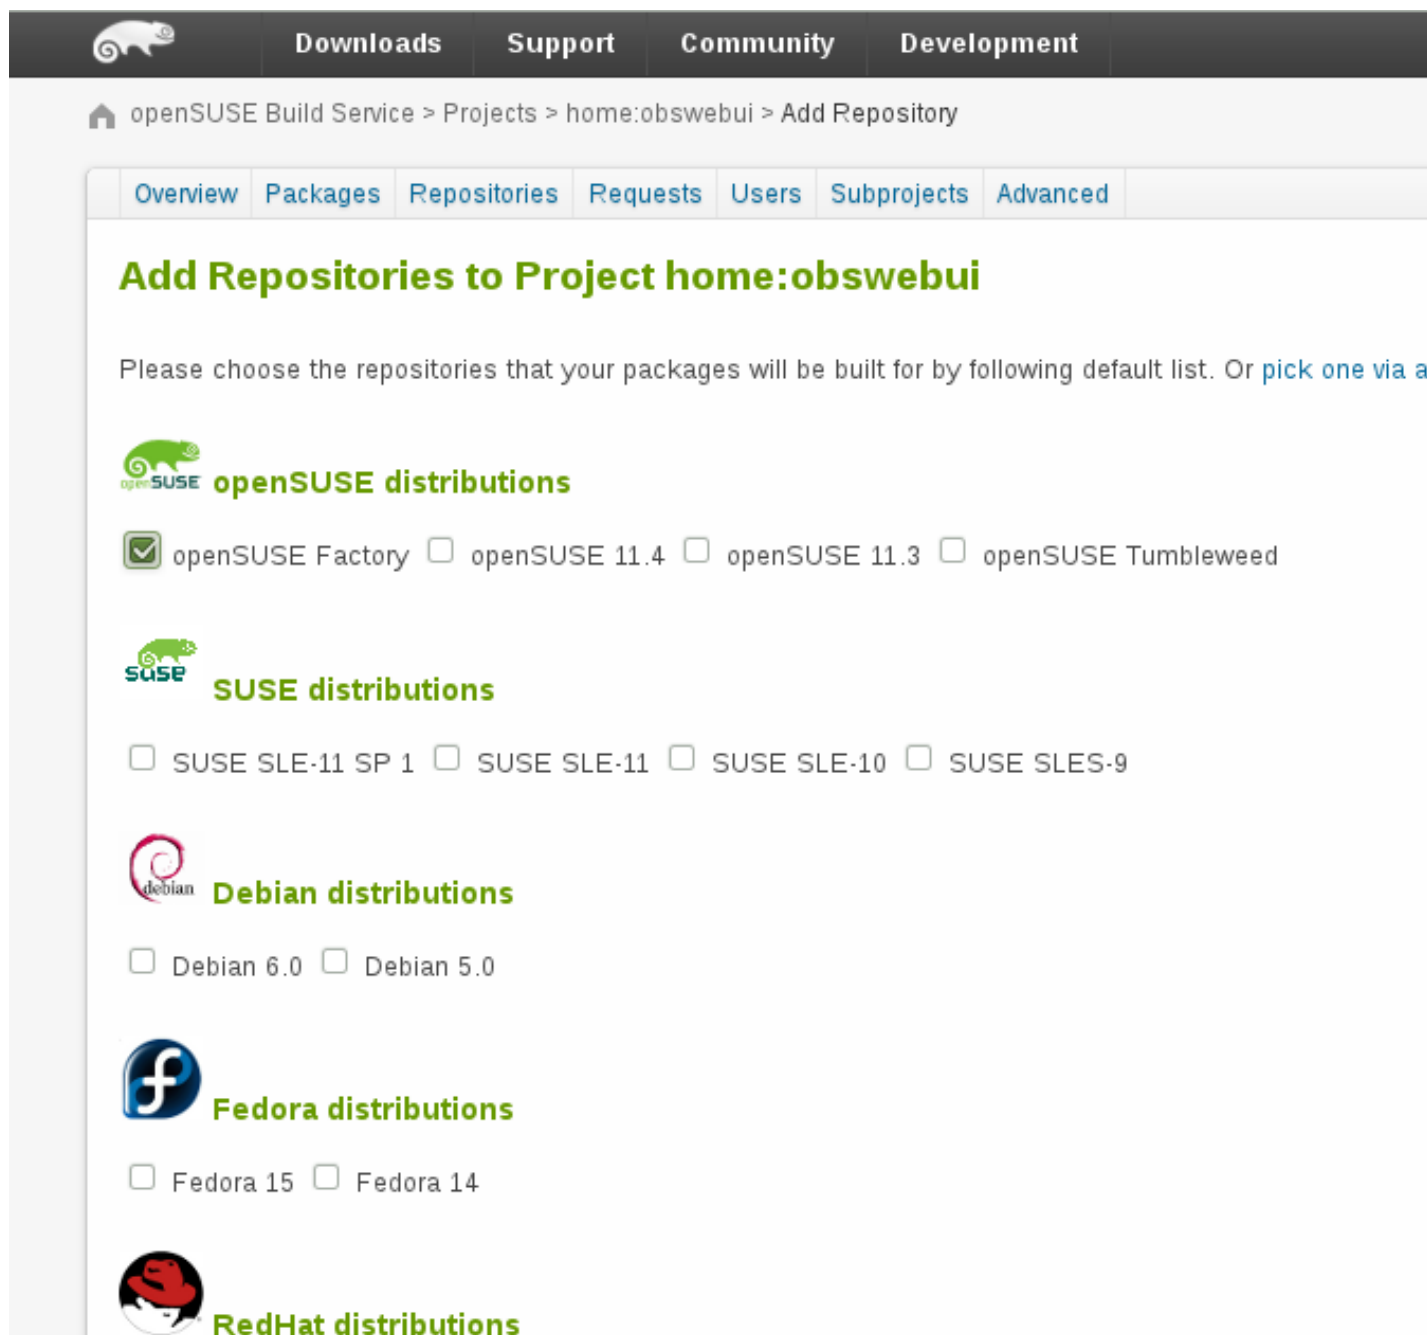 Downloads Support Community Development
openSUSE Build Service > Projects > home:obswebui > Add Repository
Overview Packages Repositories Requests Users Subprojects Advanced
Add Repositories to Project home:obswebui
Please choose the repositories that your packages will be built for by following default list. Or pick one via a
openSUSE openSUSE distributions
openSUSE Factory openSUSE 11.4 openSUSE 11.3 openSUSE Tumbleweed
SUSE SUSE distributions
SUSE SLE-11 SP 1 SUSE SLE-11 SUSE SLE-10 SUSE SLES-9
debian Debian distributions
Debian 6.0 Debian 5.0
Fedora distributions
Fedora 15 Fedora 14
RedHat distributions